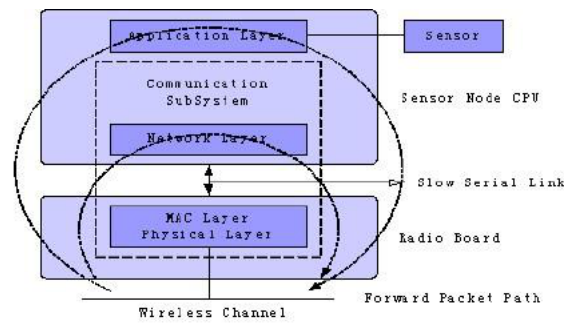 Application Layer
Sensor
Communication
SubSystem
Sensor Node CPU
Network Layer
Slow Serial Link
MAC Layer
Physical Layer
Radio Board
Forward Packet Path
Wireless Channel